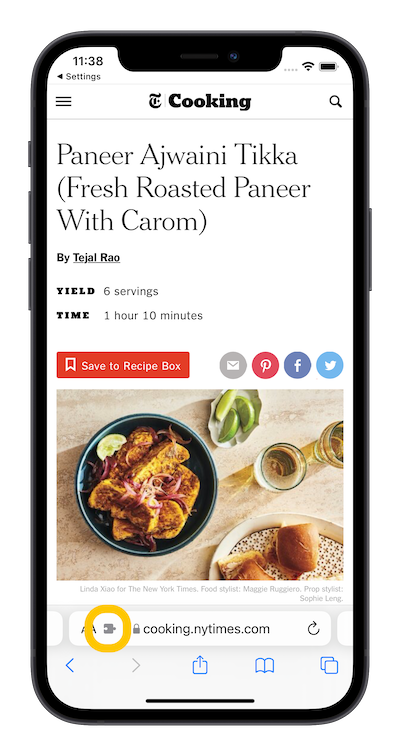 11:38
Settings
T Cooking
Paneer Ajwaini Tikka
(Fresh Roasted Paneer
With Carom)
By Tejal Rao
YIELD 6 servings
TIME 1 hour 10 minutes
Save to Recipe Box
Linda Xiao for The New York Times. Food stylist: Maggie Ruggiero. Prop stylist:
Sophie Leng.
AA cooking.nytimes.com